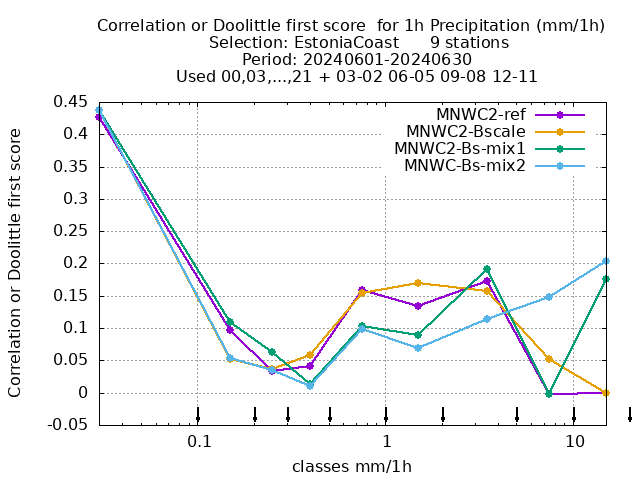 Correlation or Doolittle first score  for 1h Precipitation (mm/1h)
Selection: EstoniaCoast      9 stations
Period: 20240601-20240630
Used 00,03,...,21 + 03-02 06-05 09-08 12-11
MNWC2-ref
MNWC2-Bscale
MNWC2-Bs-mix1
MNWC-Bs-mix2
Correlation or Doolittle first score
0.45
0.4
0.35
0.3
0.25
0.2
0.15
0.1
0.05
0
-0.05
0.1
1
10
classes mm/1h